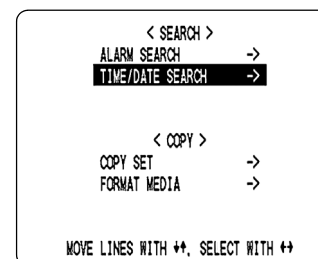 < SEARCH >
ALARM SEARCH ->
TIME/DATE SEARCH ->
< COPY >
COPY SET ->
FORMAT MEDIA ->
MOVE LINES WITH ↓↑, SELECT WITH ←→